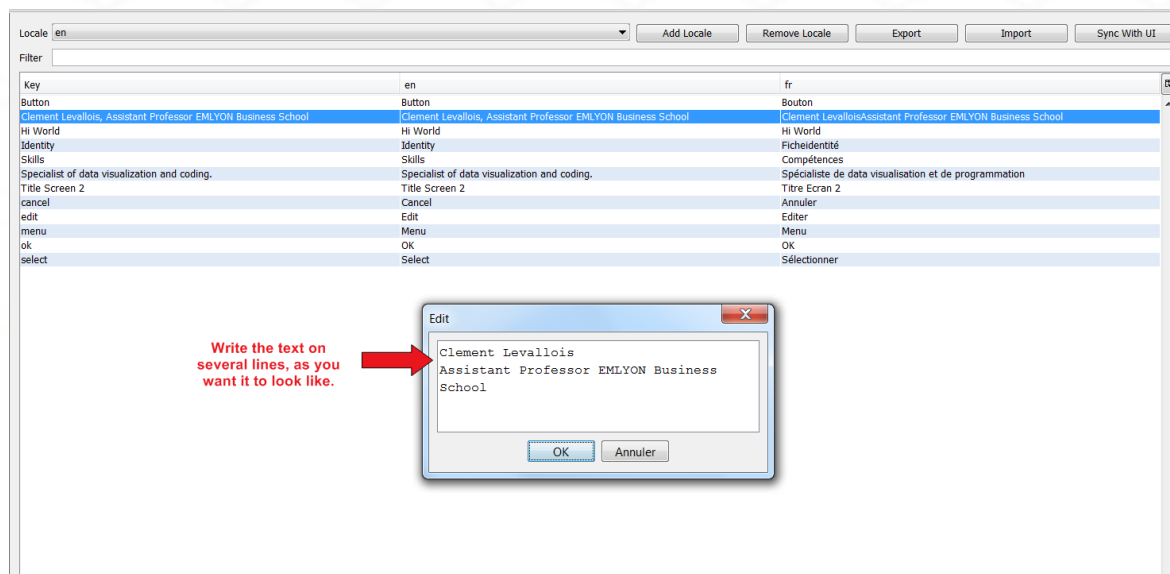 Locale en Add Locale Remove Locale Export Import Sync With UI
Filter
Key en fr
Button Button Bouton
Clement Levallois, Assistant Professor EMLYON Business School Clement Levallois, Assistant Professor EMLYON Business School Clement LevalloisAssistant Professor EMLYON Business School
Hi World Hi World Hi World
Identity Identity Ficheidentité
Skills Skills Compétences
Specialist of data visualization and coding. Specialist of data visualization and coding. Spécialiste de data visualisation et de programmation
Title Screen 2 Title Screen 2 Titre Ecran 2
cancel Cancel Annuler
edit Edit Editer
menu Menu Menu
ok OK OK
select Select Sélectionner
Edit
Write the text on
several lines, as you
want it to look like.
Clement Levallois
Assistant Professor EMLYON Business
School
OK Annuler